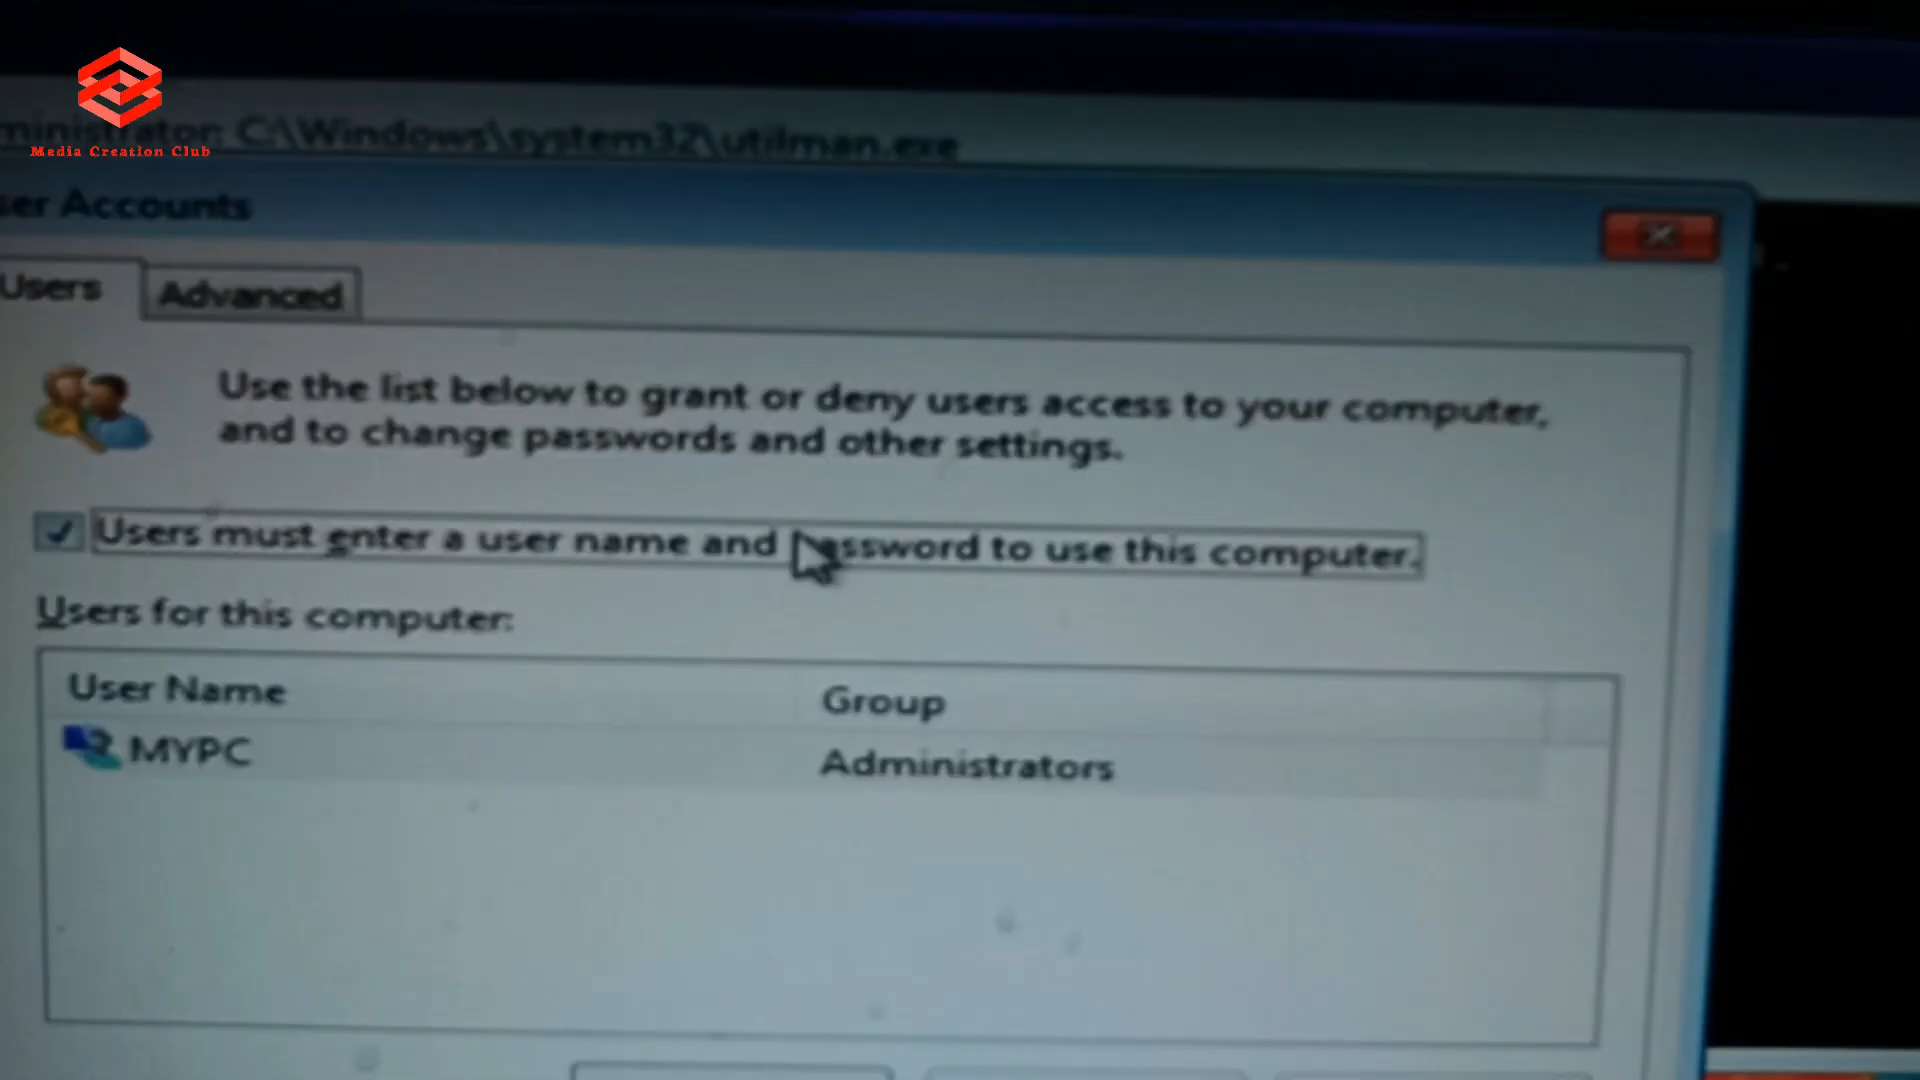 Media Creation Club
ministrator: C:\Windows\system32\utilman.exe
ser Accounts
Users
Advanced
Use the list below to grant or deny users access to your computer,
and to change passwords and other settings.
Users must enter a user name and password to use this computer.
Users for this computer:
User Name Group
MYPC Administrators